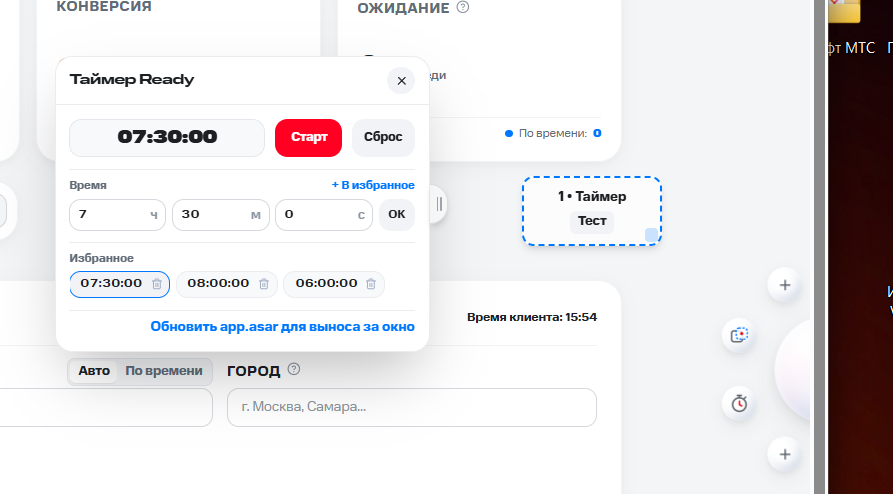 КОНВЕРСИЯ
ОЖИДАНИЕ
Таймер Ready
07:30:00
Старт
Сброс
По времени: 0
Время
+ В избранное
7 ч
30 м
0 с
ОК
1 • Таймер
Тест
Избранное
07:30:00
08:00:00
06:00:00
Обновить app.asar для выноса за окно
Время клиента: 15:54
Авто
По времени
ГОРОД
г. Москва, Самара...
МТС